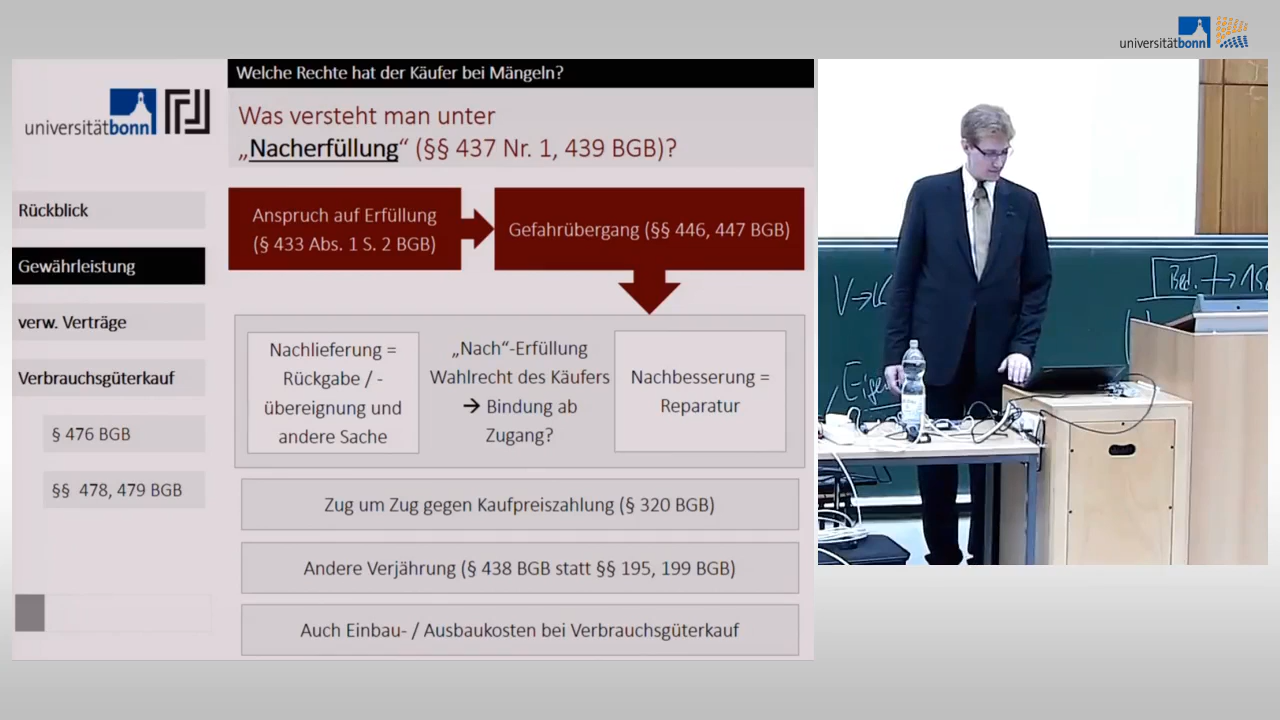 universitätbonn
Welche Rechte hat der Käufer bei Mängeln?
universitätbonn
Was versteht man unter
„Nacherfüllung“ (§§ 437 Nr. 1, 439 BGB)?
Rückblick
Gewährleistung
verw. Verträge
Verbrauchsgüterkauf
§ 476 BGB
§§ 478, 479 BGB
Anspruch auf Erfüllung
(§ 433 Abs. 1 S. 2 BGB)
Gefahrübergang (§§ 446, 447 BGB)
Nachlieferung =
Rückgabe / -
übereignung und
andere Sache
„Nach“-Erfüllung
Wahlrecht des Käufers
→ Bindung ab
Zugang?
Nachbesserung =
Reparatur
Zug um Zug gegen Kaufpreiszahlung (§ 320 BGB)
Andere Verjährung (§ 438 BGB statt §§ 195, 199 BGB)
Auch Einbau- / Ausbaukosten bei Verbrauchsgüterkauf
V→K
Bed.